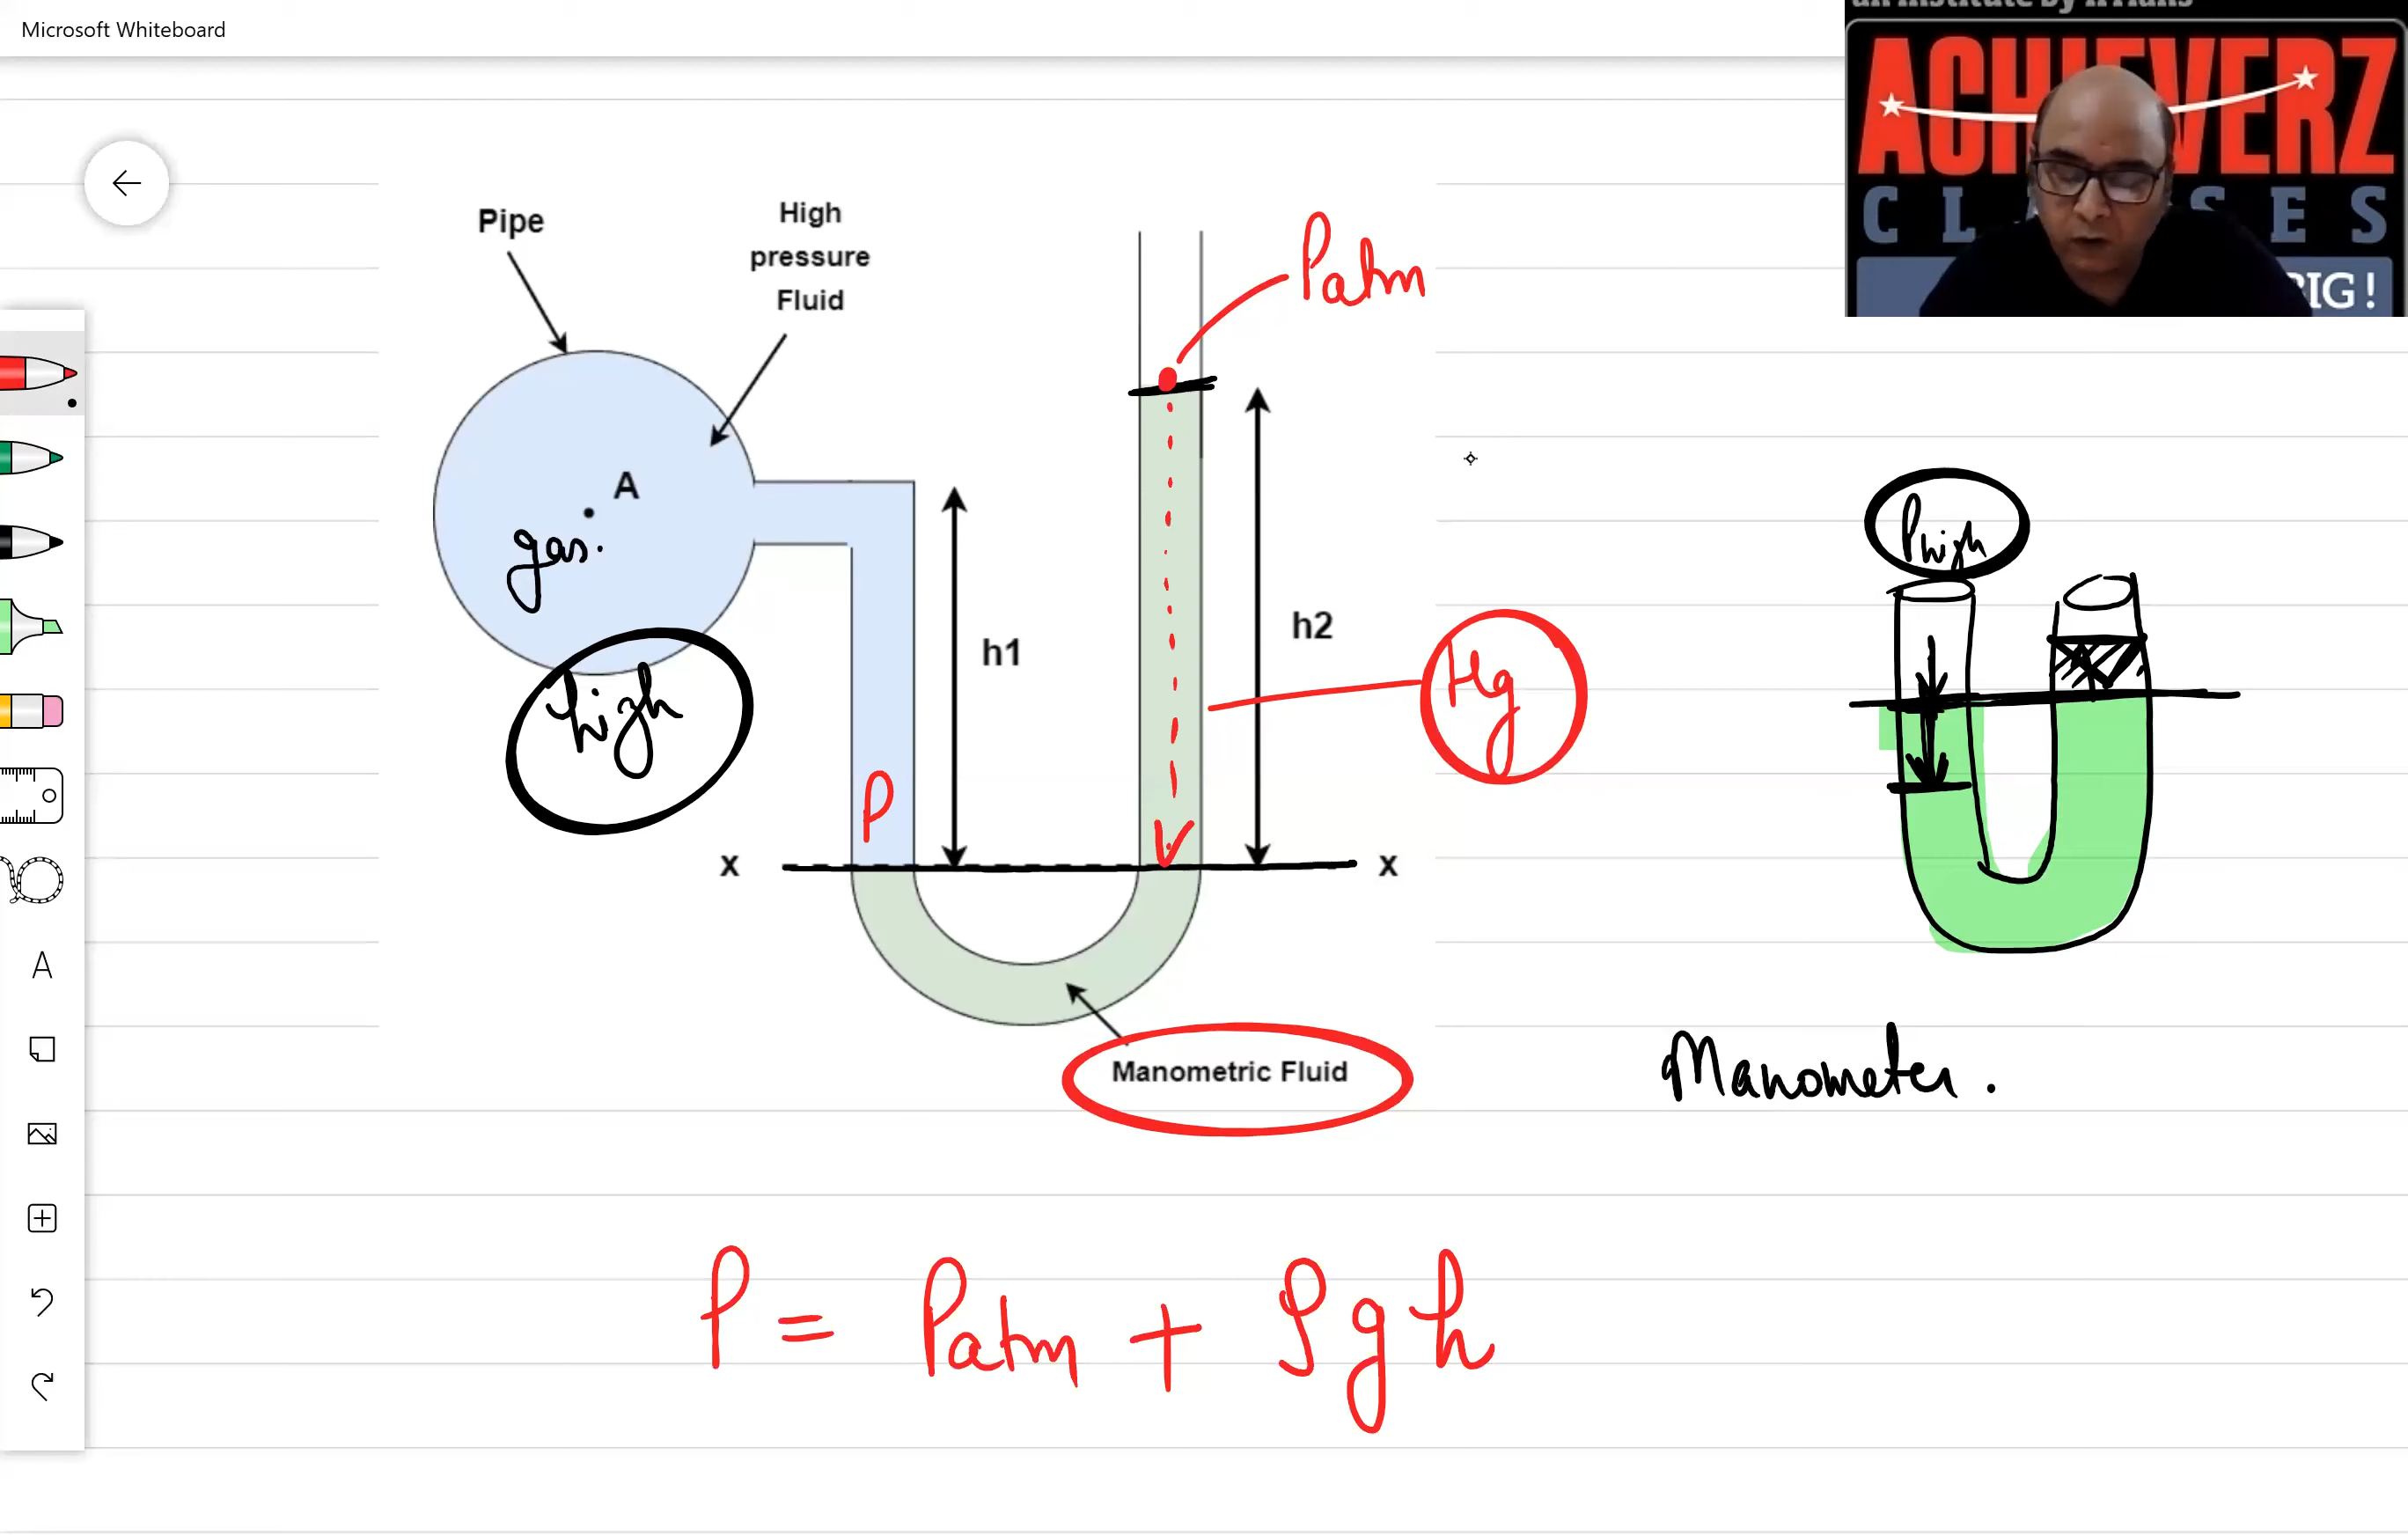 Microsoft Whiteboard
ACHIEVERZ
BIG!
Pipe
High
pressure
Fluid
Patm
A
gas.
Phigh
h1
h2
Hg
high
P
x
x
Manometric Fluid
Manometer.
P = Patm + ρgh
A